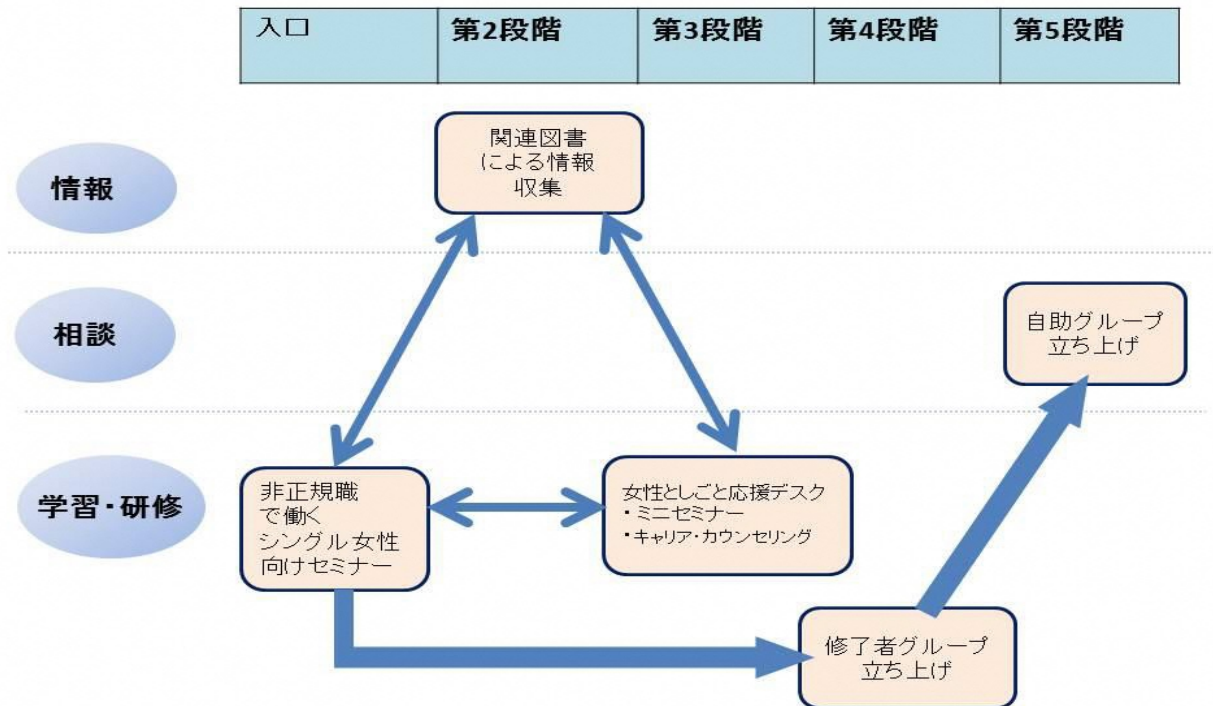 入口
第2段階
第3段階
第4段階
第5段階
情報
関連図書
による情報
収集
相談
自助グループ
立ち上げ
学習・研修
非正規職
で働く
シングル女性
向けセミナー
女性としごと応援デスク
・ミニセミナー
・キャリア・カウンセリング
修了者グループ
立ち上げ